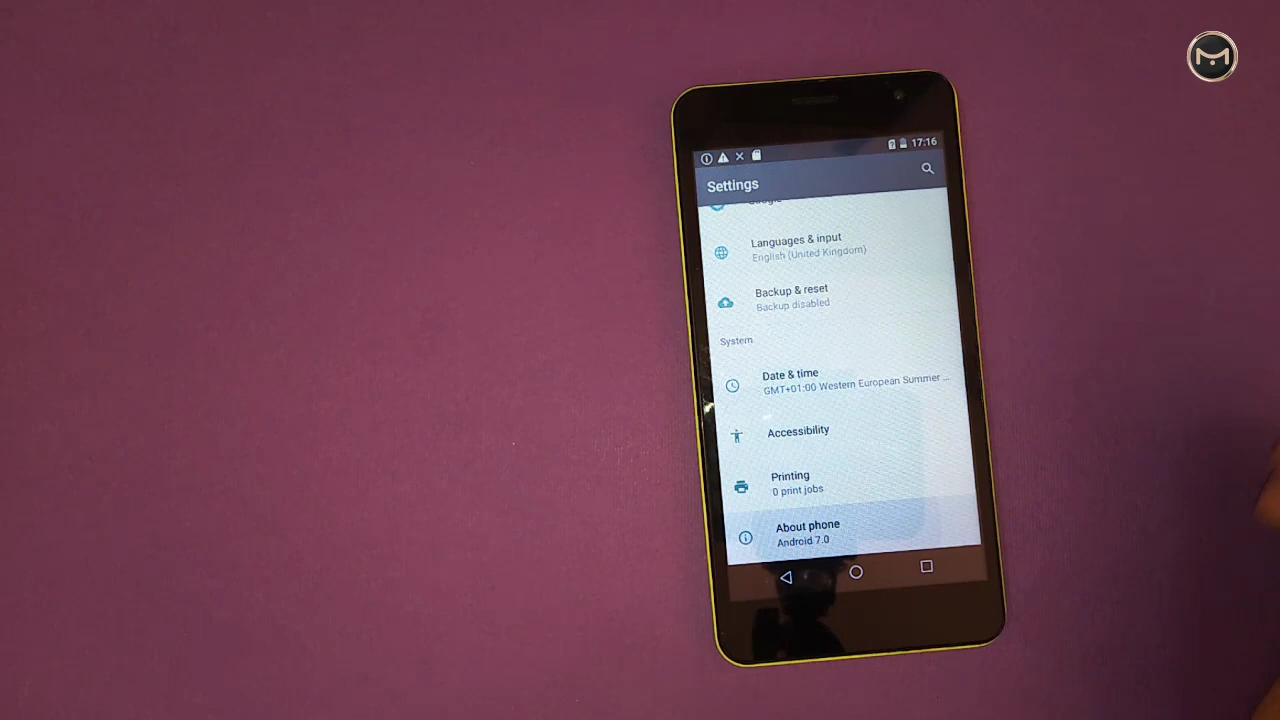 17:16
Settings
Google
Languages & input
English (United Kingdom)
Backup & reset
Backup disabled
System
Date & time
GMT+01:00 Western European Summer ...
Accessibility
Printing
0 print jobs
About phone
Android 7.0